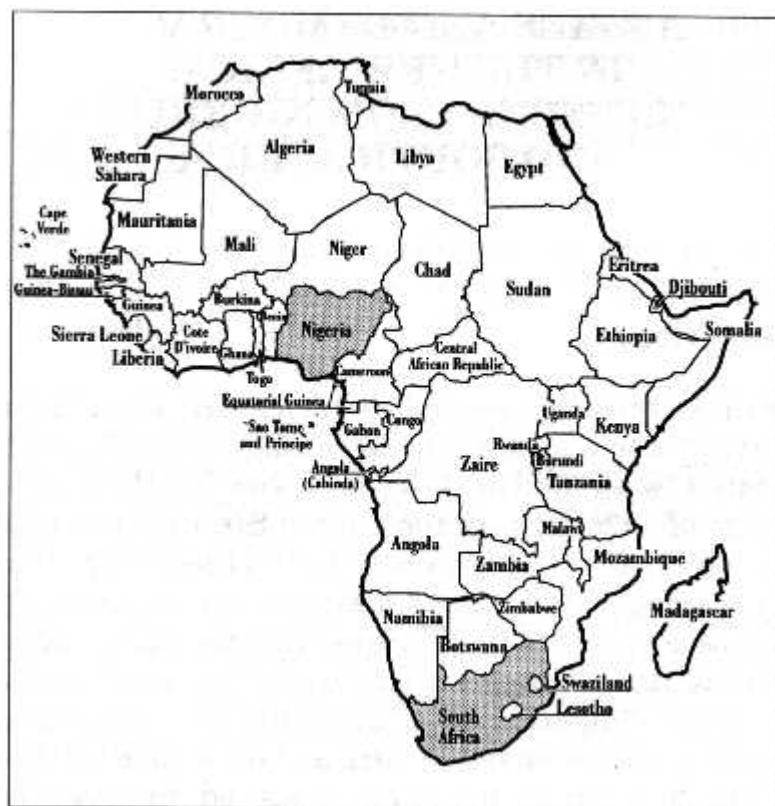 Morocco
Tunisia
Algeria
Libya
Egypt
Western
Sahara
Mauritania
Cape
Verde
Mali
Niger
Chad
Sudan
Senegal
The Gambia
Guinea-Bissau
Guinea
Burkina
Benin
Nigeria
Eritrea
Djibouti
Ethiopia
Somalia
Sierra Leone
Liberia
Cote
D'ivoire
Ghana
Togo
Cameroon
Central
African Republic
Equatorial Guinea
"Sao Tome"
and Principe
Gabon
Congo
Uganda
Kenya
Rwanda
Burundi
Zaire
Tanzania
Angola
(Cabinda)
Angola
Malawi
Zambia
Mozambique
Zimbabwe
Madagascar
Namibia
Botswana
Swaziland
Lesotho
South
Africa